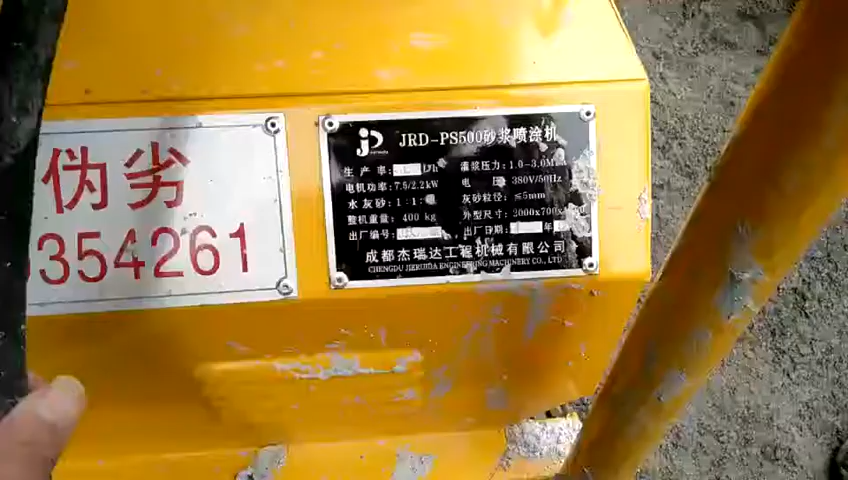 伪劣
354261
JRD-PS500砂浆喷涂机
生产率: 灌浆压力: 1.0-3.0M
电机功率: 7.5/2.2kW 电 压: 380V/50Hz
水灰砂: 1:1: 灰砂粒径: ≤5mm
整机重量: 400 kg 外型尺寸: 2000x700x
出厂编号: 出厂日期: 年
成都杰瑞达工程机械有限公司
CHENGDU JIERUIDA ENGINEERING MACHINERY CO., LTD